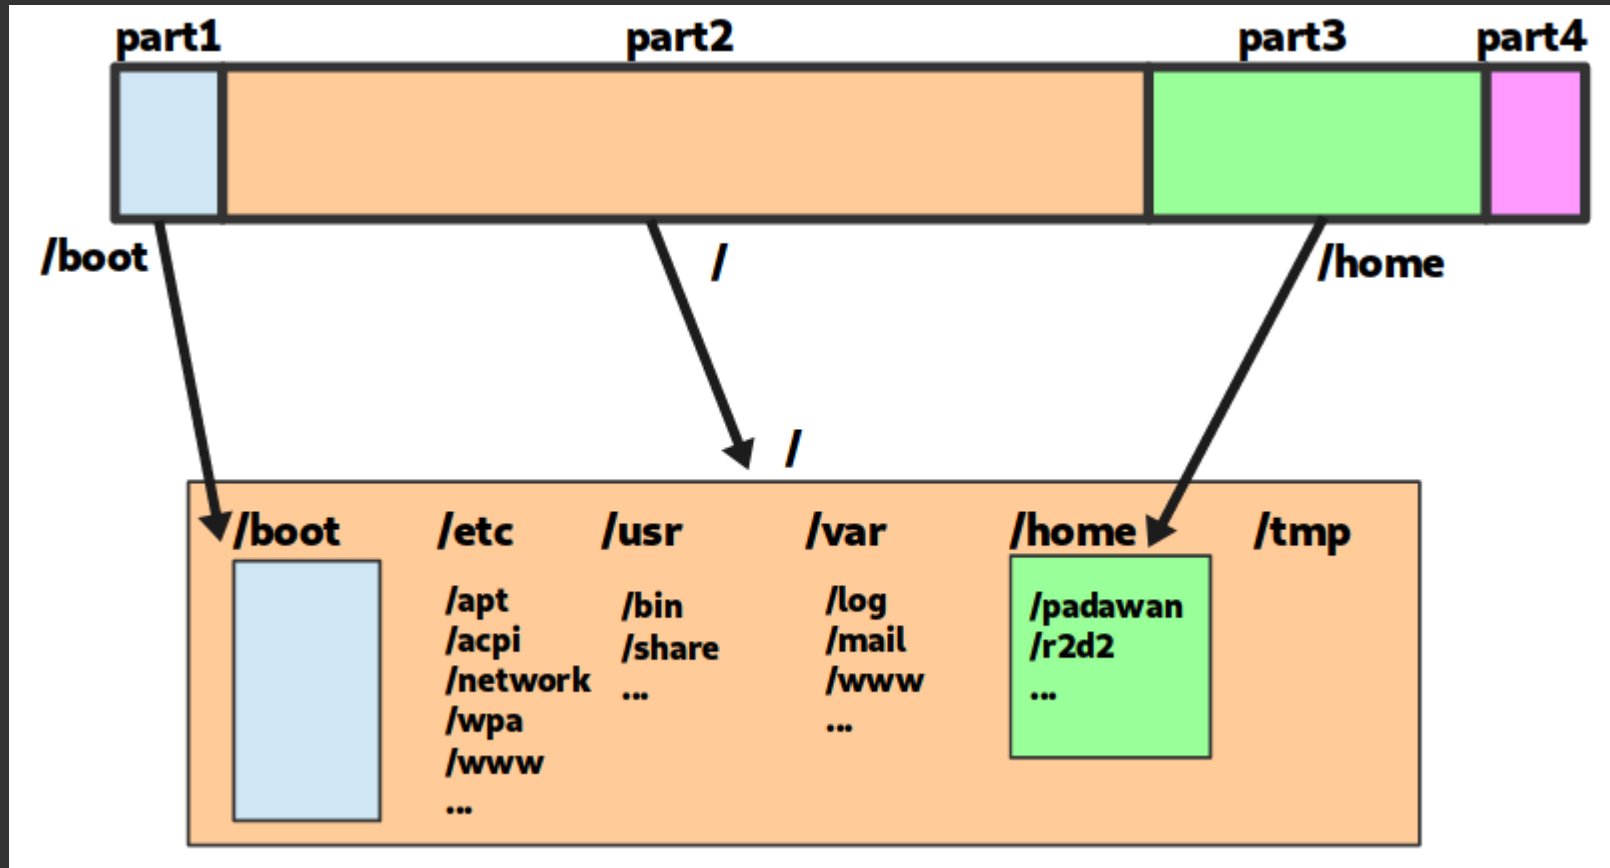 part1 part2 part3 part4
/boot / /home
/
/boot /etc /usr /var /home /tmp
/apt /bin /log /padawan
/acpi /share /mail /r2d2
/network ... /www ...
/wpa ...
/www
...